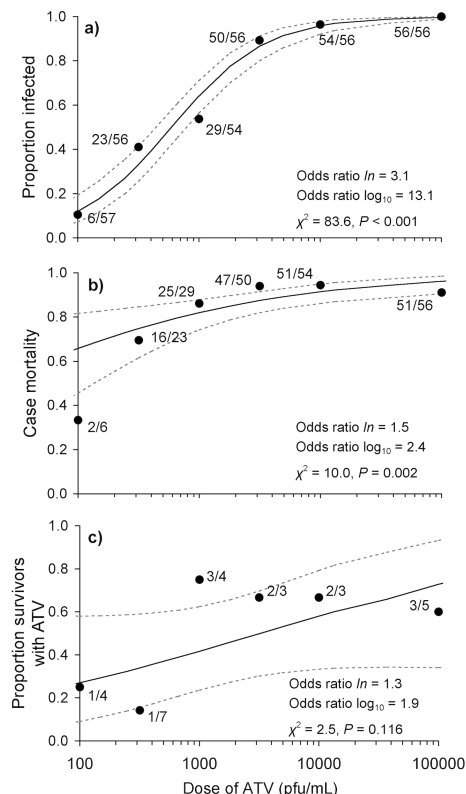 a)
Proportion infected
1.0
0.8
0.6
0.4
0.2
0.0
6/57
23/56
29/54
50/56
54/56
56/56
Odds ratio ln = 3.1
Odds ratio log₁₀ = 13.1
χ² = 83.6, P < 0.001
b)
Case mortality
1.0
0.8
0.6
0.4
0.2
0.0
2/6
16/23
25/29
47/50
51/54
51/56
Odds ratio ln = 1.5
Odds ratio log₁₀ = 2.4
χ² = 10.0, P = 0.002
c)
Proportion survivors
with ATV
1.0
0.8
0.6
0.4
0.2
0.0
1/4
1/7
3/4
2/3
2/3
3/5
Odds ratio ln = 1.3
Odds ratio log₁₀ = 1.9
χ² = 2.5, P = 0.116
100 1000 10000 100000
Dose of ATV (pfu/mL)